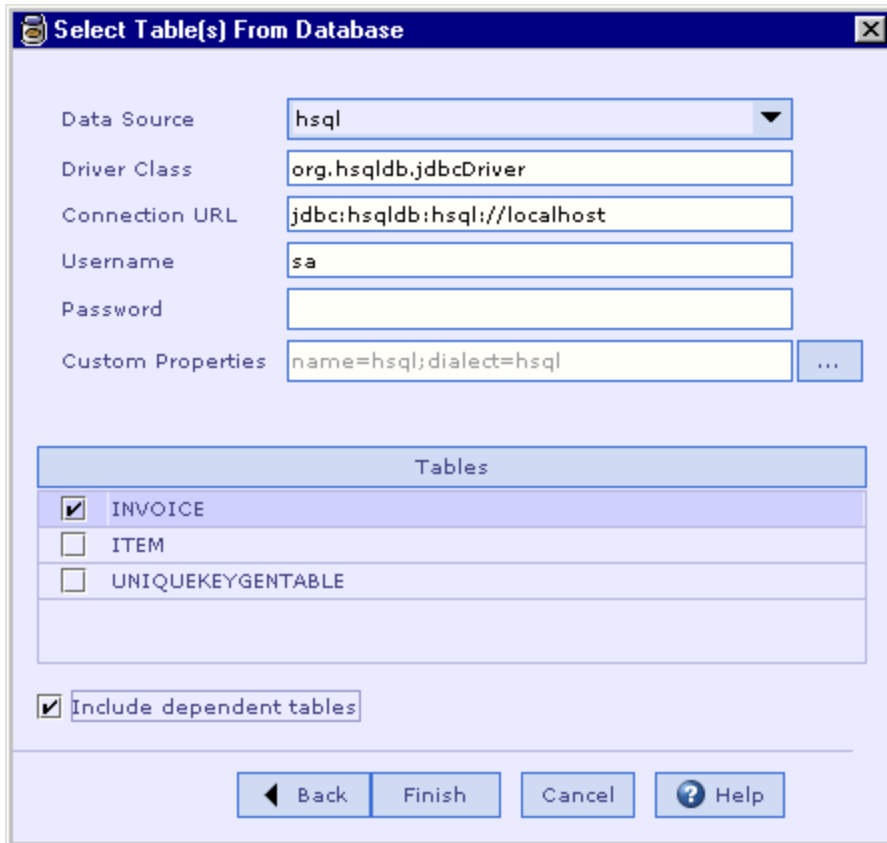 Select Table(s) From Database
Data Source hsql
Driver Class org.hsqldb.jdbcDriver
Connection URL jdbc:hsqldb:hsql://localhost
Username sa
Password
Custom Properties name=hsql;dialect=hsql ...
Tables
INVOICE
ITEM
UNIQUEKEYGENTABLE
Include dependent tables
Back Finish Cancel Help